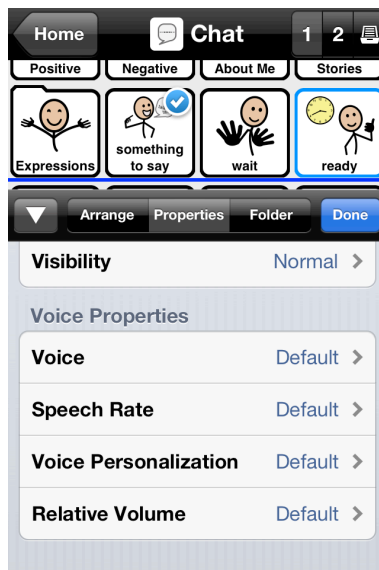 Home
Chat
1 2
Positive Negative About Me Stories
Expressions
something
to say
wait
ready
Arrange Properties Folder Done
Visibility Normal
Voice Properties
Voice Default
Speech Rate Default
Voice Personalization Default
Relative Volume Default